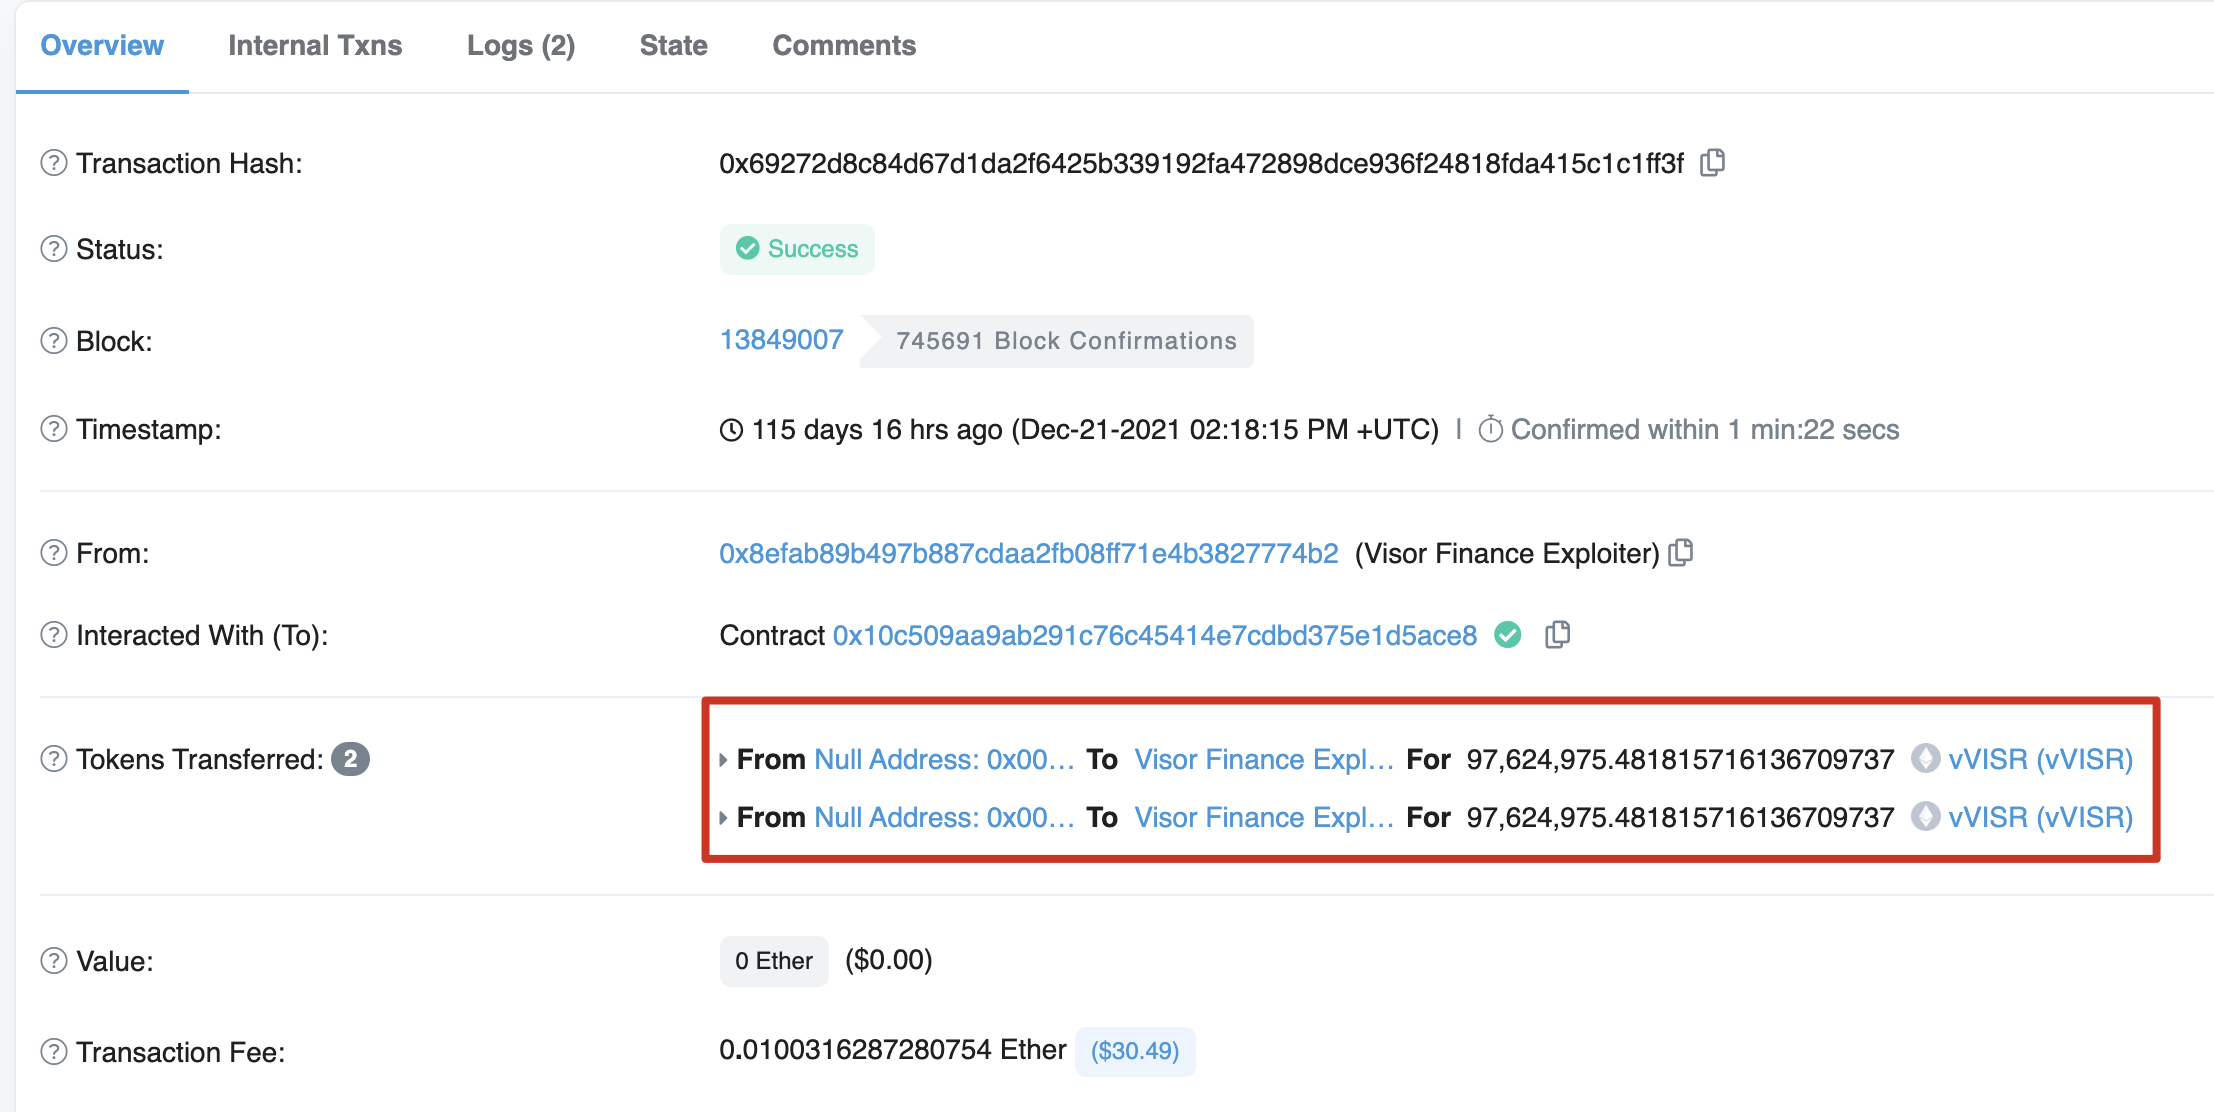 Overview Internal Txns Logs (2) State Comments
Transaction Hash: 0x69272d8c84d67d1da2f6425b339192fa472898dce936f24818fda415c1c1ff3f
Status: Success
Block: 13849007 745691 Block Confirmations
Timestamp: 115 days 16 hrs ago (Dec-21-2021 02:18:15 PM +UTC) | Confirmed within 1 min:22 secs
From: 0x8efab89b497b887cdaa2fb08ff71e4b3827774b2 (Visor Finance Exploiter)
Interacted With (To): Contract 0x10c509aa9ab291c76c45414e7cdbd375e1d5ace8
Tokens Transferred: 2 From Null Address: 0x00... To Visor Finance Expl... For 97,624,975.481815716136709737 vVISR (vVISR)
From Null Address: 0x00... To Visor Finance Expl... For 97,624,975.481815716136709737 vVISR (vVISR)
Value: 0 Ether ($0.00)
Transaction Fee: 0.0100316287280754 Ether ($30.49)